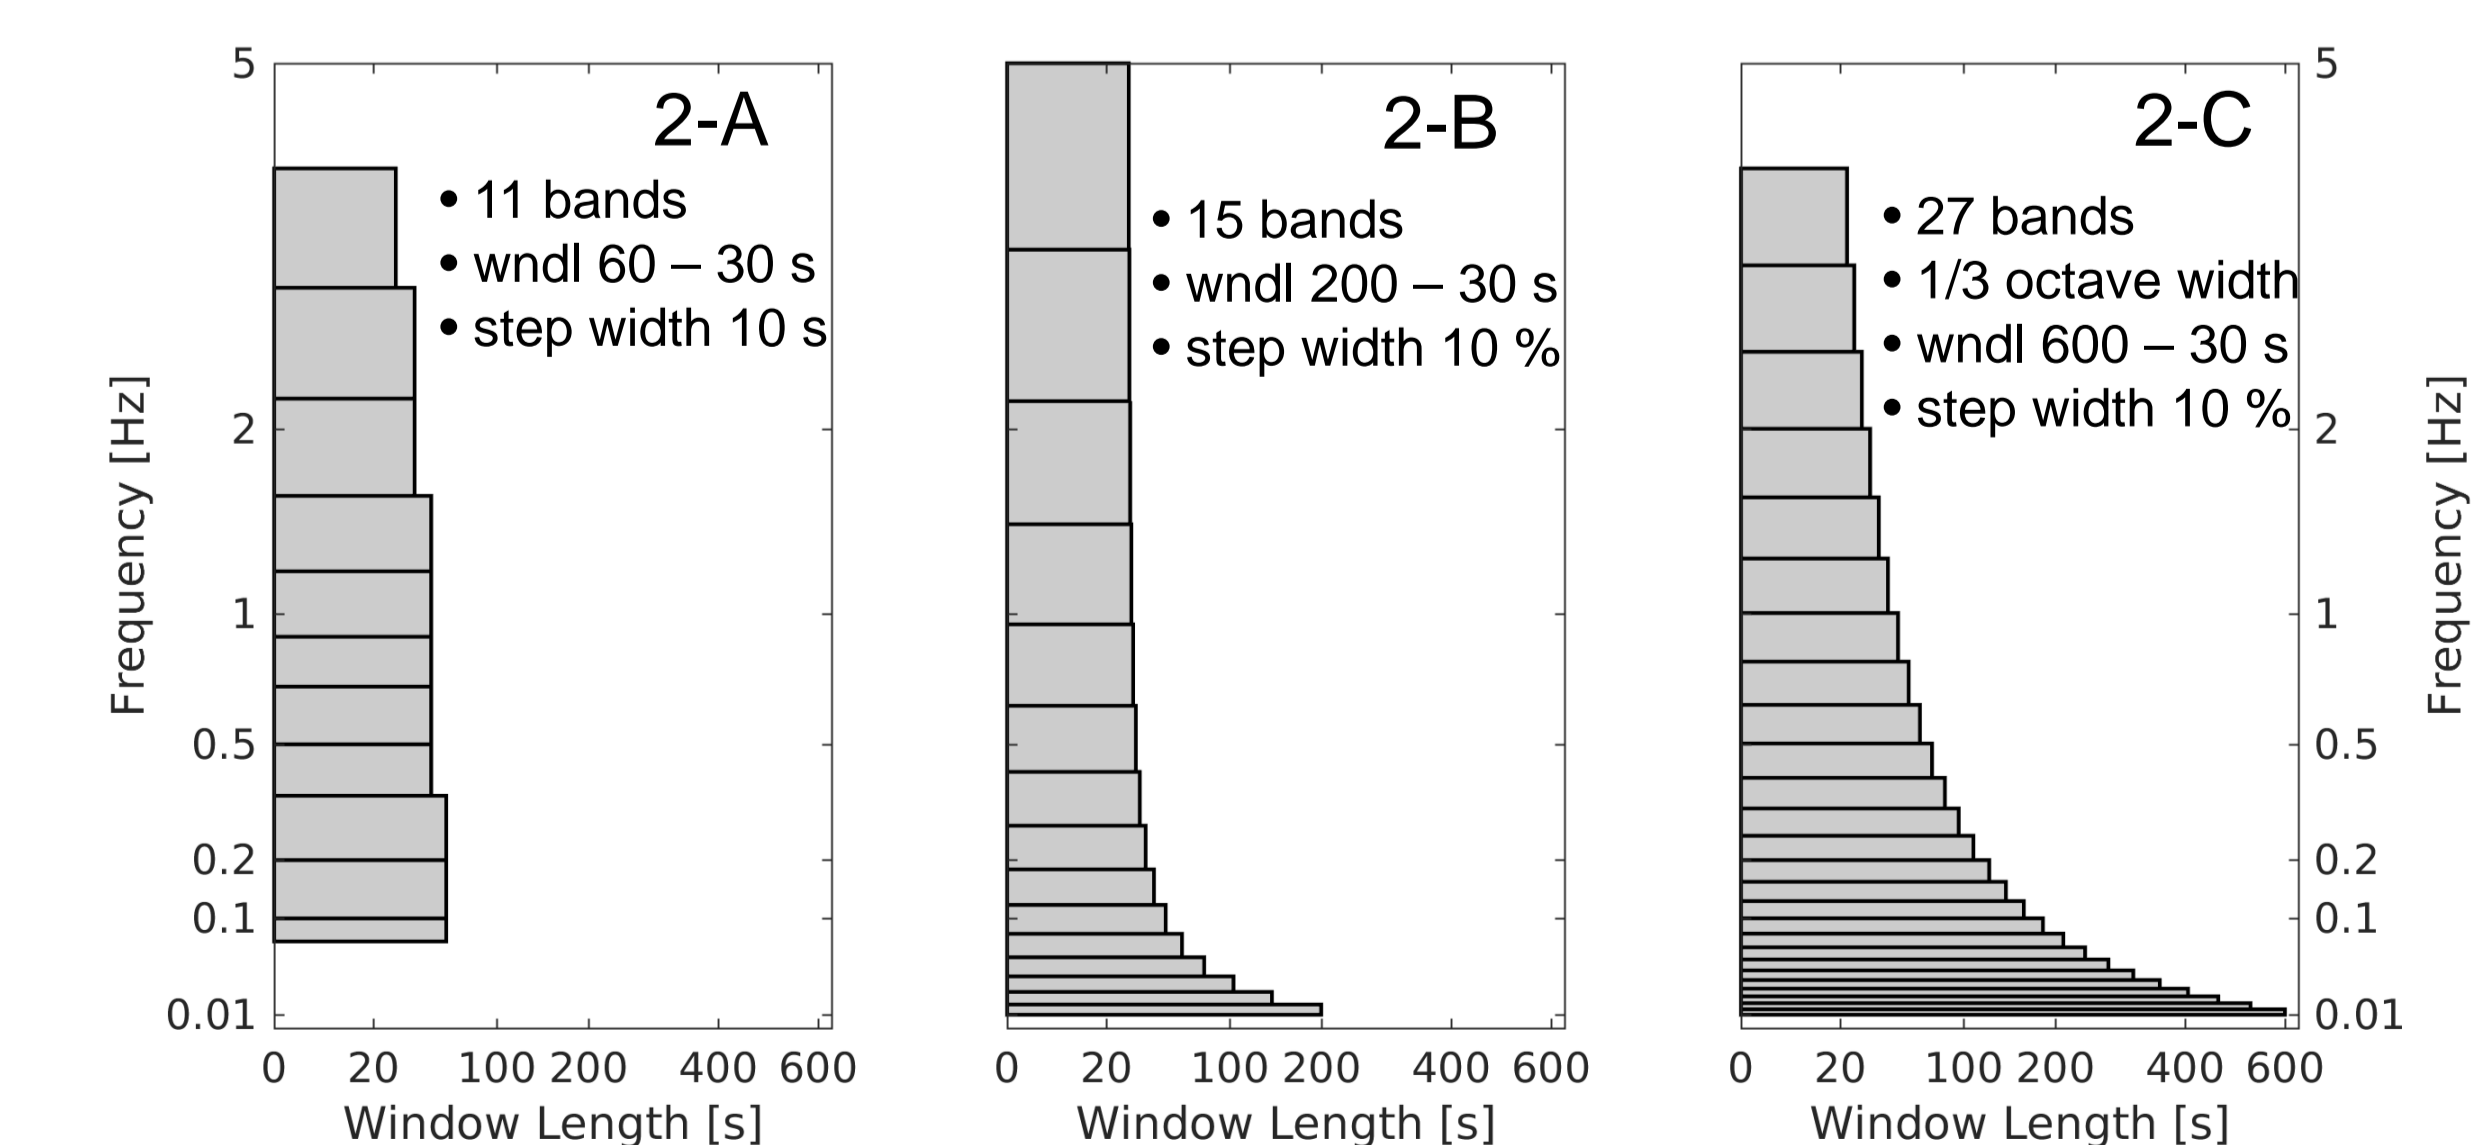 2-A
• 11 bands
• wndl 60 – 30 s
• step width 10 s
5
2
1
0.5
0.2
0.1
0.01
Frequency [Hz]
0 20 100 200 400 600
Window Length [s]
2-B
• 15 bands
• wndl 200 – 30 s
• step width 10 %
0 20 100 200 400 600
Window Length [s]
2-C
• 27 bands
• 1/3 octave width
• wndl 600 – 30 s
• step width 10 %
5
2
1
0.5
0.2
0.1
0.01
Frequency [Hz]
0 20 100 200 400 600
Window Length [s]